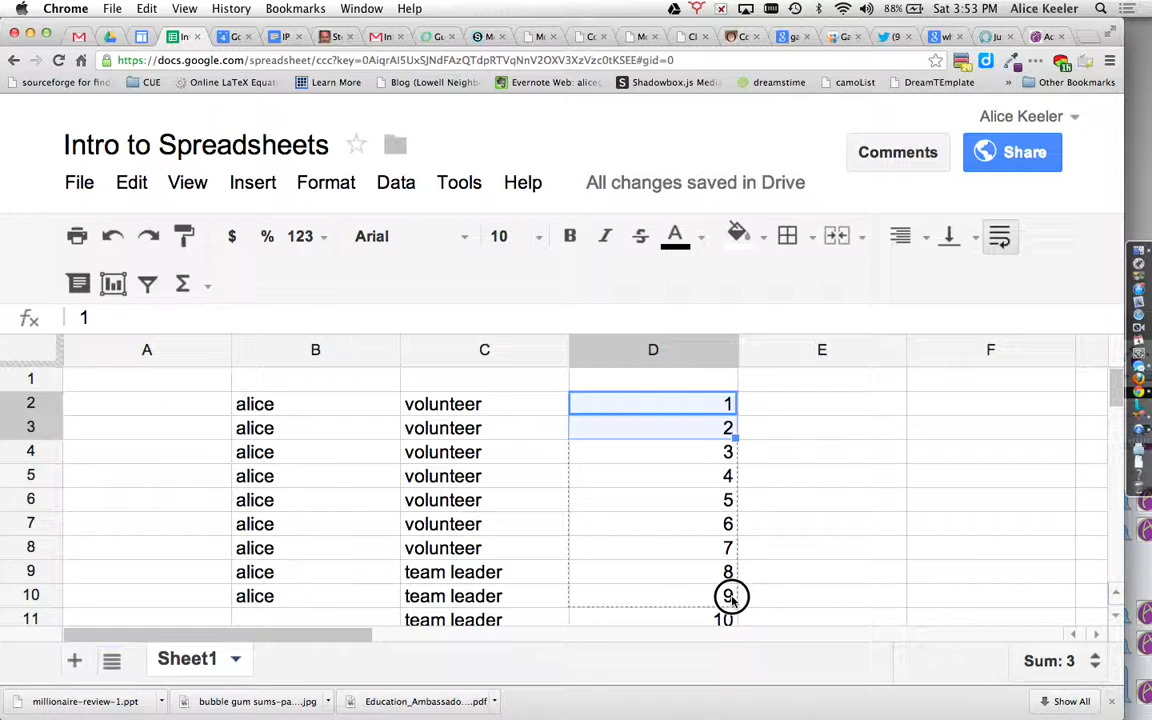 Chrome File Edit View History Bookmarks Window Help 88% Sat 3:53 PM Alice Keeler
https://docs.google.com/spreadsheet/ccc?key=0AiqrAI5UxSJNdFAzQTdpRTVqNnV2OXV3XzVzc0tKSEE#gid=0
sourceforge for find CUE Online LaTeX Equat Learn More Blog (Lowell Neighb Evernote Web: alice Shadowbox.js Media dreamstime camoList DreamTEmplate » Other Bookmarks
Alice Keeler
Intro to Spreadsheets
Comments Share
File Edit View Insert Format Data Tools Help All changes saved in Drive
$ % 123 Arial 10 B I S A
Σ
fx 1
A B C D E F
1
2 alice volunteer 1
3 alice volunteer 2
4 alice volunteer 3
5 alice volunteer 4
6 alice volunteer 5
7 alice volunteer 6
8 alice volunteer 7
9 alice team leader 8
10 alice team leader 9
11 team leader 10
Sheet1 Sum: 3
millionaire-review-1.ppt bubble gum sums-pa....jpg Education_Ambassado....pdf Show All